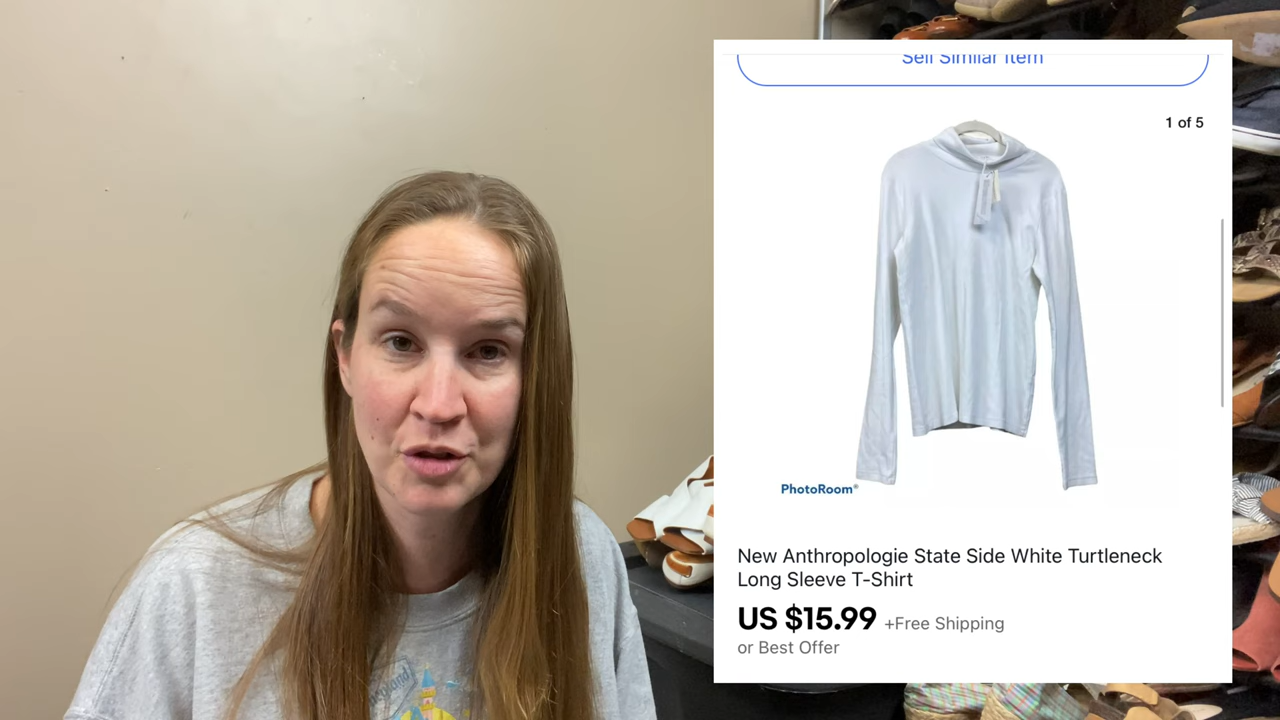 Sell Similar Item
1 of 5
PhotoRoom®
New Anthropologie State Side White Turtleneck
Long Sleeve T-Shirt
US $15.99 +Free Shipping
or Best Offer